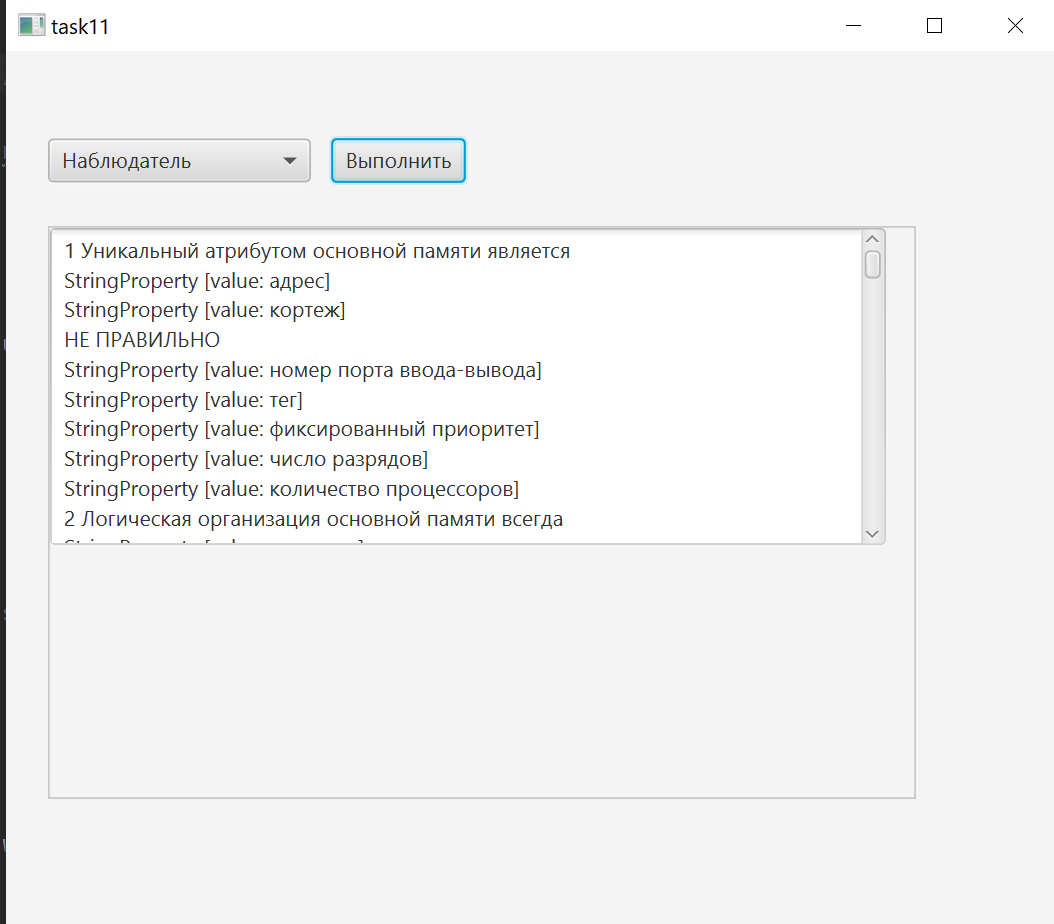 task11
Наблюдатель
Выполнить
1 Уникальный атрибутом основной памяти является
StringProperty [value: адрес]
StringProperty [value: кортеж]
НЕ ПРАВИЛЬНО
StringProperty [value: номер порта ввода-вывода]
StringProperty [value: тег]
StringProperty [value: фиксированный приоритет]
StringProperty [value: число разрядов]
StringProperty [value: количество процессоров]
2 Логическая организация основной памяти всегда